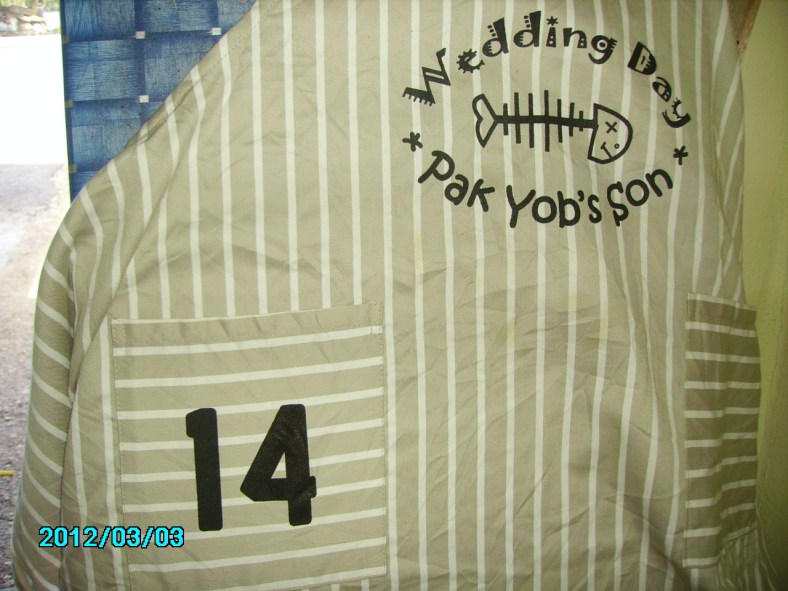 Wedding Day
* Pak Yob's Son *
14
2012/03/03